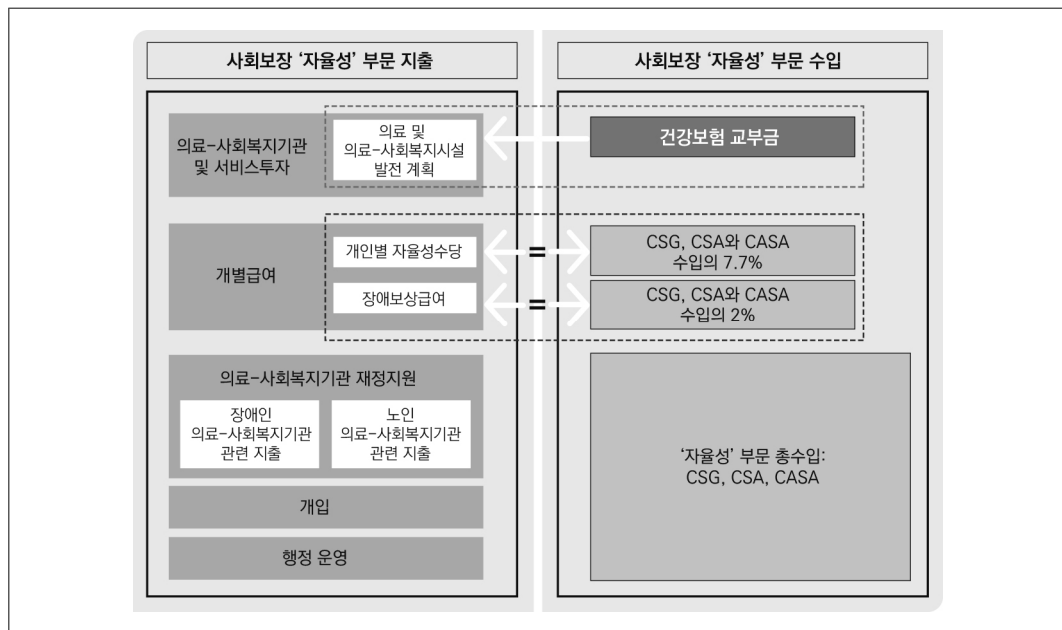 사회보장 ‘자율성’ 부문 지출
의료-사회복지기관
및 서비스투자
의료 및
의료-사회복지시설
발전 계획
개별급여
개인별 자율성수당
장애보상급여
의료-사회복지기관 재정지원
장애인
의료-사회복지기관
관련 지출
노인
의료-사회복지기관
관련 지출
개입
행정 운영
=
=
사회보장 ‘자율성’ 부문 수입
건강보험 교부금
CSG, CSA와 CASA
수입의 7.7%
CSG, CSA와 CASA
수입의 2%
‘자율성’ 부문 총수입:
CSG, CSA, CASA